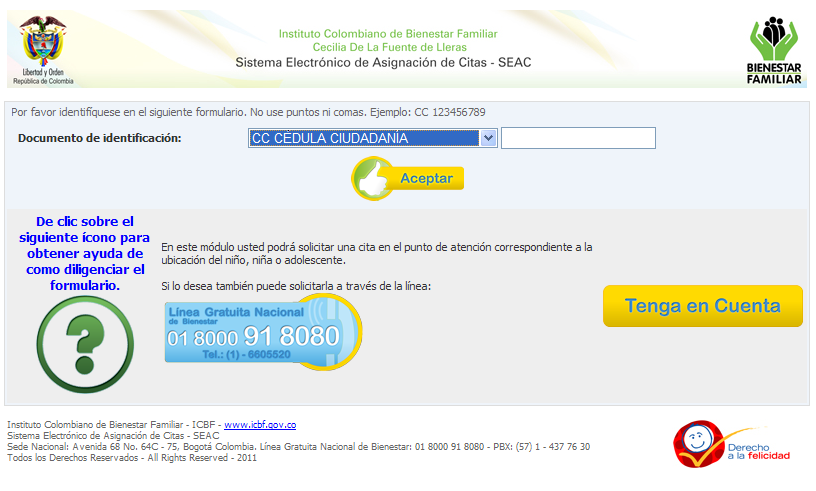 Libertad y Orden
República de Colombia
Instituto Colombiano de Bienestar Familiar
Cecilia De La Fuente de Lleras
Sistema Electrónico de Asignación de Citas - SEAC
BIENESTAR
FAMILIAR
Por favor identifíquese en el siguiente formulario. No use puntos ni comas. Ejemplo: CC 123456789
Documento de identificación:
CC CÉDULA CIUDADANÍA
Aceptar
De clic sobre el
siguiente ícono para
obtener ayuda de
como diligenciar el
formulario.
?
En este módulo usted podrá solicitar una cita en el punto de atención correspondiente a la
ubicación del niño, niña o adolescente.
Si lo desea también puede solicitarla a través de la línea:
Línea Gratuita Nacional
de Bienestar
01 8000 91 8080
Tel.: (1) - 6605520
Tenga en Cuenta
Instituto Colombiano de Bienestar Familiar - ICBF - www.icbf.gov.co
Sistema Electrónico de Asignación de Citas - SEAC
Sede Nacional: Avenida 68 No. 64C - 75, Bogotá Colombia. Línea Gratuita Nacional de Bienestar: 01 8000 91 8080 - PBX: (57) 1 - 437 76 30
Todos los Derechos Reservados - All Rights Reserved - 2011
Derecho
a la felicidad